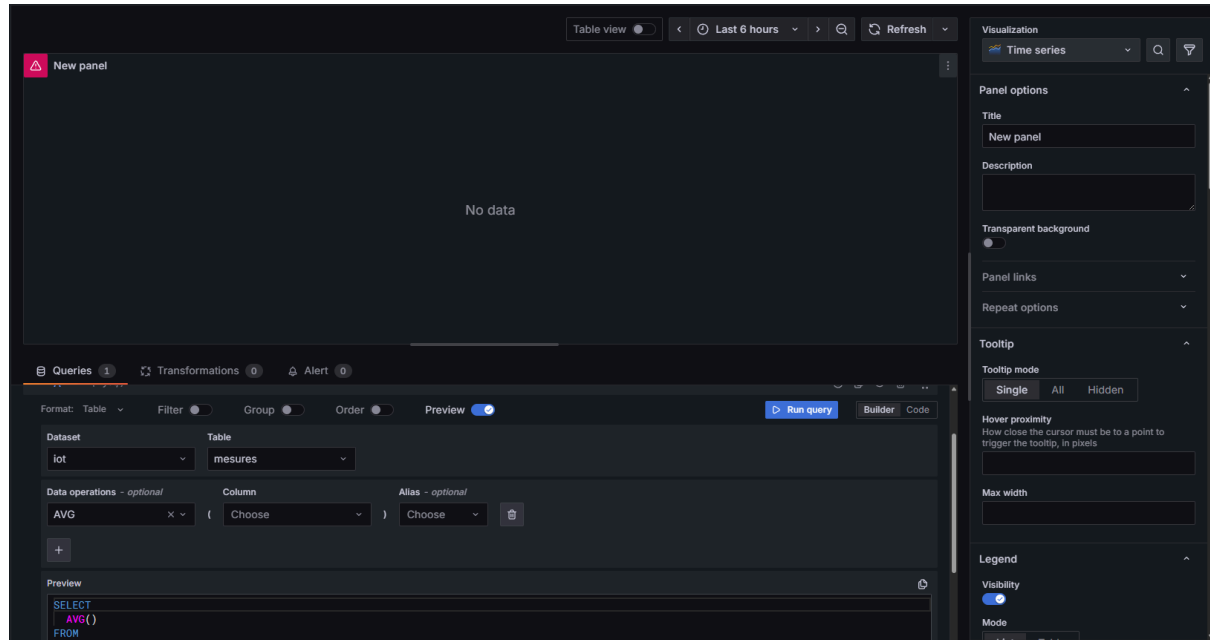 Table view
Last 6 hours
Refresh
New panel
No data
Visualization
Time series
Panel options
Title
New panel
Description
Transparent background
Panel links
Repeat options
Tooltip
Tooltip mode
Single All Hidden
Hover proximity
How close the cursor must be to a point to
trigger the tooltip, in pixels
Max width
Legend
Visibility
Mode
Queries 1 Transformations 0 Alert 0
Format: Table Filter Group Order Preview Run query Builder Code
Dataset Table
iot mesures
Data operations - optional Column Alias - optional
AVG ( Choose ) Choose
+
Preview
SELECT
AVG()
FROM